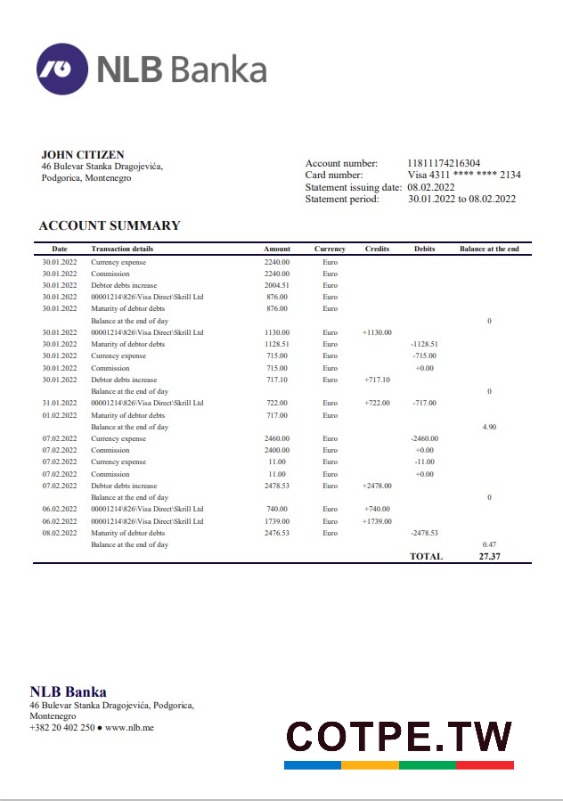 NLB Banka
JOHN CITIZEN
46 Bulevar Stanka Dragojevića,
Podgorica, Montenegro
Account number: 11811174216304
Card number: Visa 4311 **** **** 2134
Statement issuing date: 08.02.2022
Statement period: 30.01.2022 to 08.02.2022
ACCOUNT SUMMARY
Date Transaction details Amount Currency Credits Debits Balance at the end
30.01.2022 Currency expense 2240.00 Euro
30.01.2022 Commission 2240.00 Euro
30.01.2022 Debtor debts increase 2004.51 Euro
30.01.2022 00001214\826\Visa Direct\Skrill Ltd 876.00 Euro
30.01.2022 Maturity of debtor debts 876.00 Euro
Balance at the end of day 0
30.01.2022 00001214\826\Visa Direct\Skrill Ltd 1130.00 Euro +1130.00
30.01.2022 Maturity of debtor debts 1128.51 Euro -1128.51
30.01.2022 Currency expense 715.00 Euro -715.00
30.01.2022 Commission 715.00 Euro +0.00
30.01.2022 Debtor debts increase 717.10 Euro +717.10
Balance at the end of day 0
31.01.2022 00001214\826\Visa Direct\Skrill Ltd 722.00 Euro +722.00 -717.00
01.02.2022 Maturity of debtor debts 717.00 Euro
Balance at the end of day 4.90
07.02.2022 Currency expense 2460.00 Euro -2460.00
07.02.2022 Commission 2400.00 Euro +0.00
07.02.2022 Currency expense 11.00 Euro -11.00
07.02.2022 Commission 11.00 Euro +0.00
07.02.2022 Debtor debts increase 2478.53 Euro +2478.00
Balance at the end of day 0
06.02.2022 00001214\826\Visa Direct\Skrill Ltd 740.00 Euro +740.00
06.02.2022 00001214\826\Visa Direct\Skrill Ltd 1739.00 Euro +1739.00
08.02.2022 Maturity of debtor debts 2476.53 Euro -2478.53
Balance at the end of day 0.47
TOTAL 27.37
NLB Banka
46 Bulevar Stanka Dragojevića, Podgorica,
Montenegro
+382 20 402 250 ● www.nlb.me
COTPE.TW